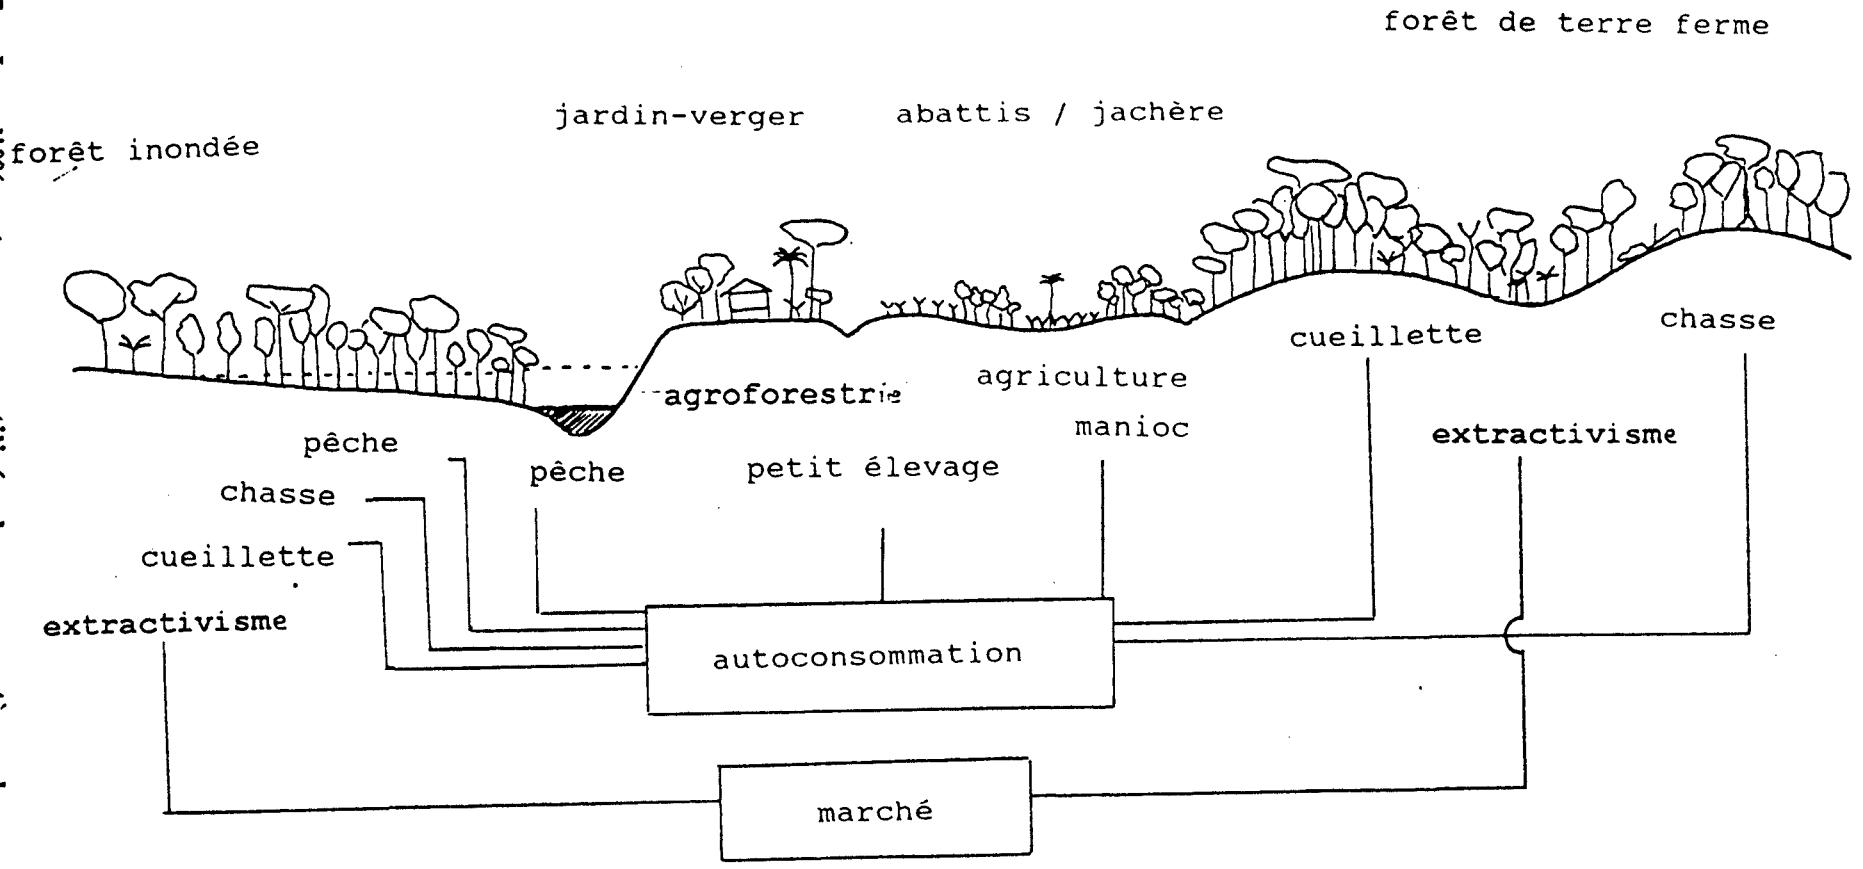 forêt de terre ferme
jardin-verger
abattis / jachère
forêt inondée
cueillette
chasse
agroforestrie
agriculture
manioc
extractivisme
pêche
pêche
petit élevage
chasse
cueillette
extractivisme
autoconsommation
marché